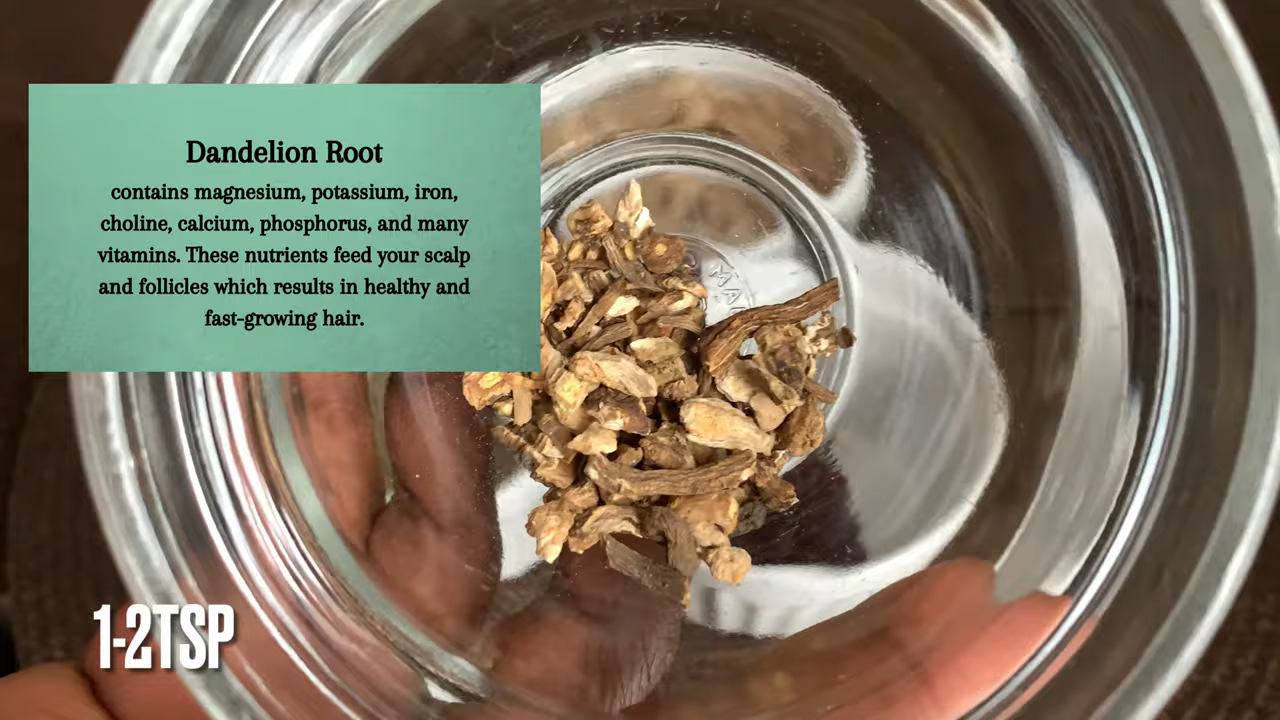 Dandelion Root
contains magnesium, potassium, iron,
choline, calcium, phosphorus, and many
vitamins. These nutrients feed your scalp
and follicles which results in healthy and
fast-growing hair.
MA
1-2TSP